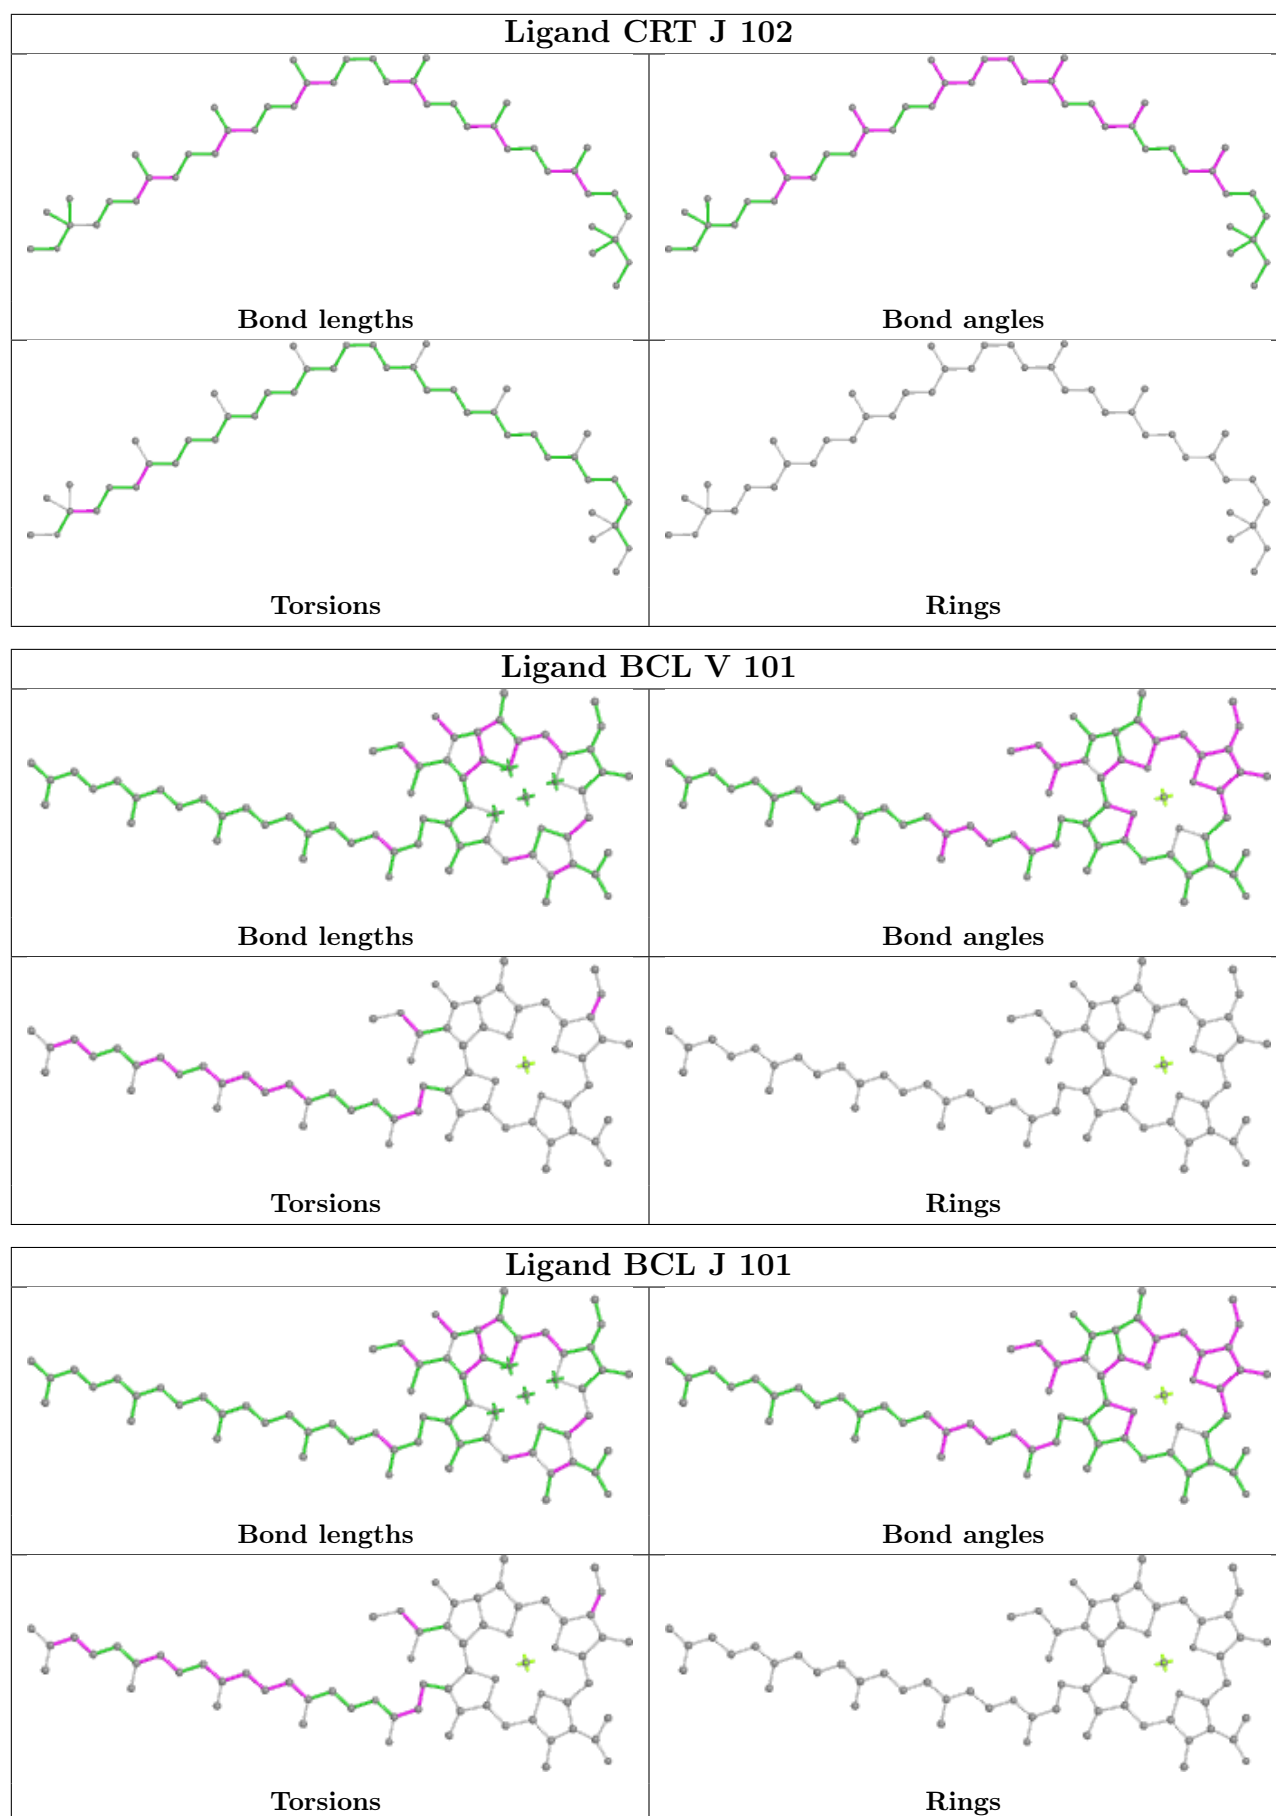 Ligand CRT J 102
Bond lengths
Bond angles
Torsions
Rings
Ligand BCL V 101
Bond lengths
Bond angles
Torsions
Rings
Ligand BCL J 101
Bond lengths
Bond angles
Torsions
Rings